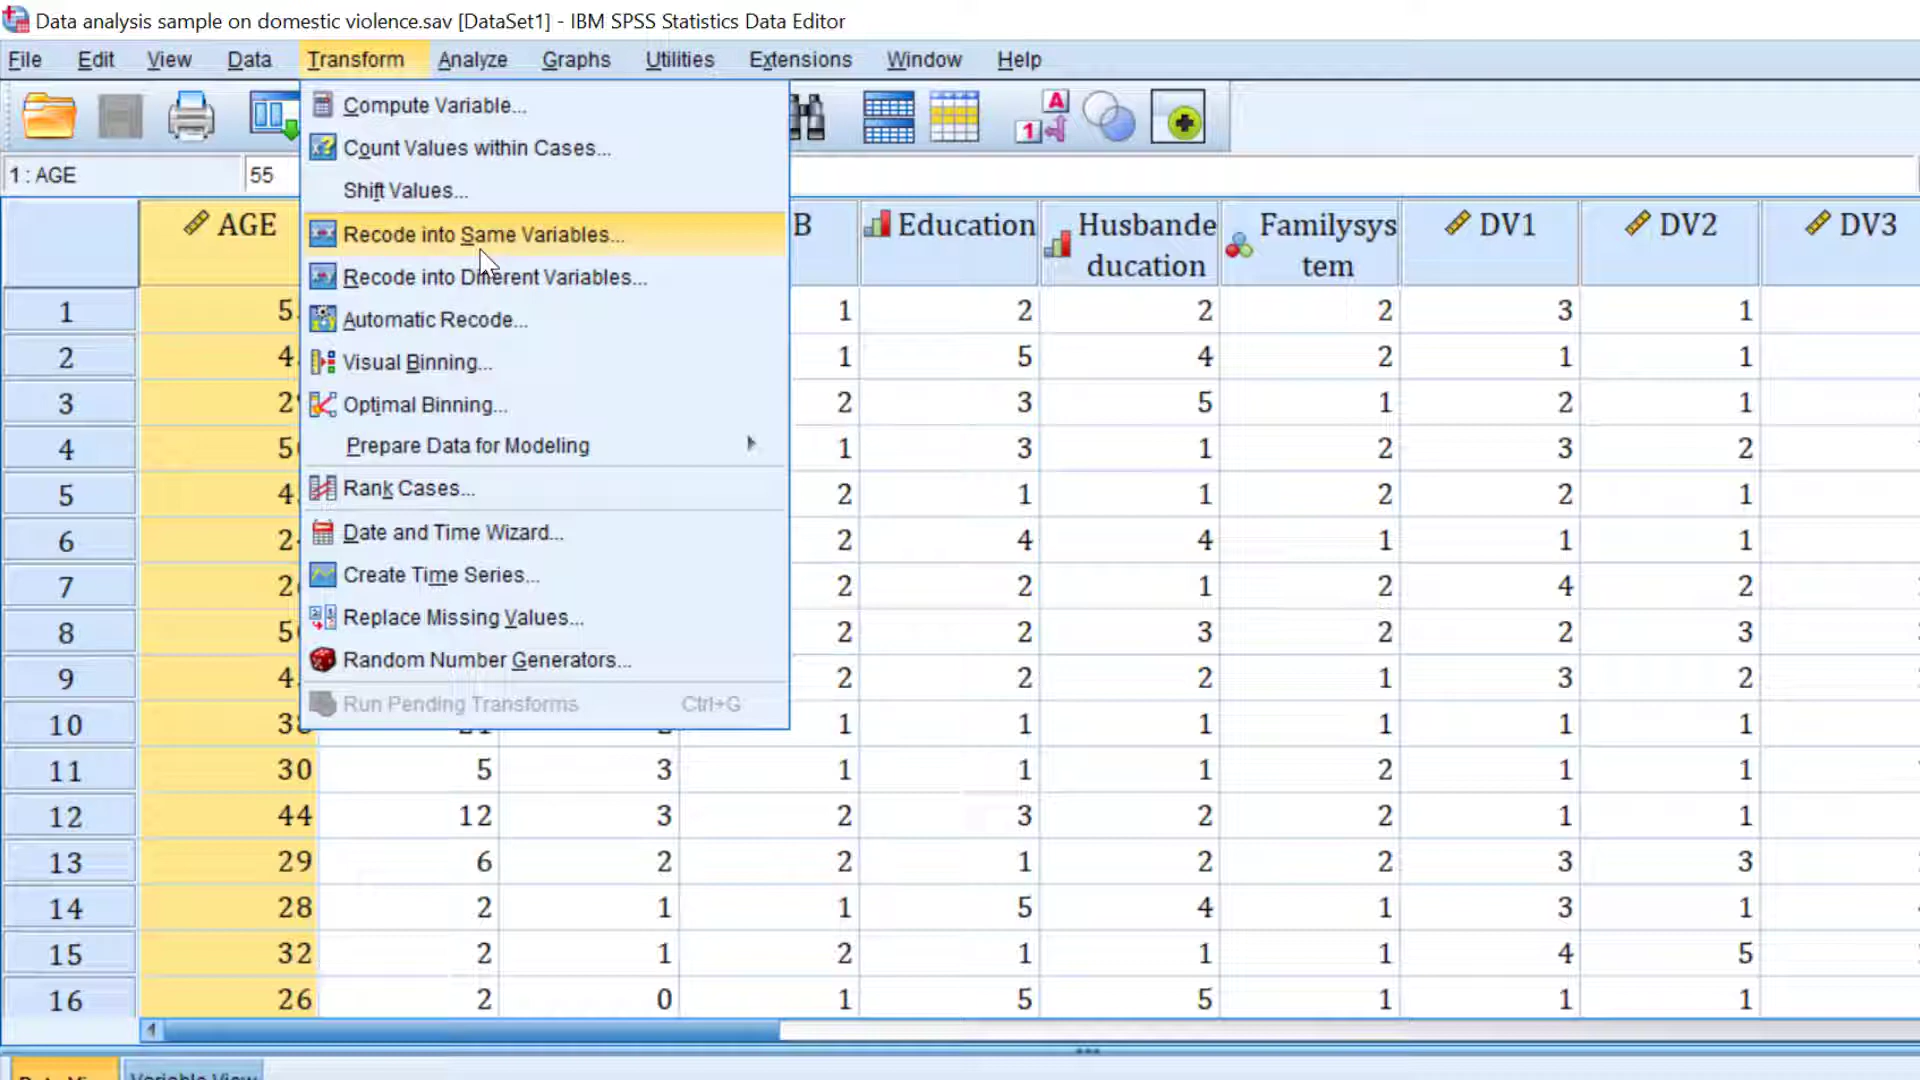 Data analysis sample on domestic violence.sav [DataSet1] - IBM SPSS Statistics Data Editor
File Edit View Data Transform Analyze Graphs Utilities Extensions Window Help
Compute Variable...
Count Values within Cases...
A
1
1 : AGE 55
Shift Values...
AGE B Education Husbande Familysys DV1 DV2 DV3
ducation tem
Recode into Same Variables...
Recode into Different Variables...
Automatic Recode...
Visual Binning...
Optimal Binning...
Prepare Data for Modeling
Rank Cases...
Date and Time Wizard...
Create Time Series...
Replace Missing Values...
Random Number Generators...
Run Pending Transforms Ctrl+G
1 1 2 2 2 3 1
2 1 5 4 2 1 1
3 2 3 5 1 2 1
4 1 3 1 2 3 2
5 2 1 1 2 2 1
6 2 4 4 1 1 1
7 2 2 1 2 4 2
8 2 2 3 2 2 3
9 2 2 2 1 3 2
10 1 1 1 1 1 1
11 30 5 3 1 1 1 2 1 1
12 44 12 3 2 3 2 2 1 1
13 29 6 2 2 1 2 2 3 3
14 28 2 1 1 5 4 1 3 1
15 32 2 1 2 1 1 1 4 5
16 26 2 0 1 5 5 1 1 1
Variable View